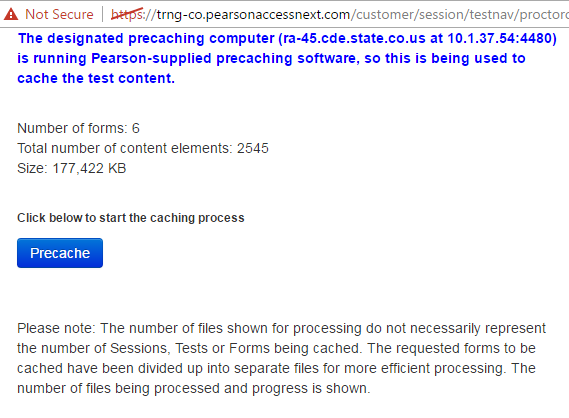 Not Secure | https://trng-co.pearsonaccessnext.com/customer/session/testnav/proctorc
The designated precaching computer (ra-45.cde.state.co.us at 10.1.37.54:4480)
is running Pearson-supplied precaching software, so this is being used to
cache the test content.
Number of forms: 6
Total number of content elements: 2545
Size: 177,422 KB
Click below to start the caching process
Precache
Please note: The number of files shown for processing do not necessarily represent
the number of Sessions, Tests or Forms being cached. The requested forms to be
cached have been divided up into separate files for more efficient processing. The
number of files being processed and progress is shown.